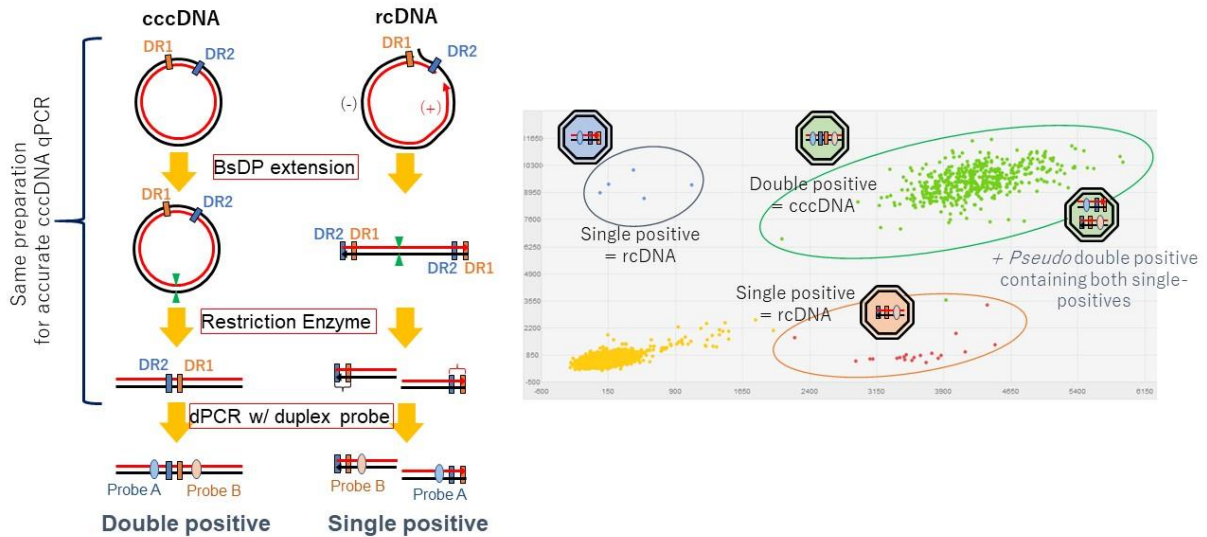 cccDNA
rcDNA
DR1
DR2
DR1
DR2
(-)
(+)
Same preparation
for accurate cccDNA qPCR
BsDP extension
DR1
DR2
DR2 DR1
DR2 DR1
Restriction Enzyme
DR2 DR1
dPCR w/ duplex probe
Probe A
Probe B
Probe B
Probe A
Double positive
Single positive
10300
8950
7600
6250
4900
3550
2200
850
-500
-600
150
900
1650
2400
3150
3900
4650
5400
6150
Single positive
= rcDNA
Double positive
= cccDNA
+ Pseudo double positive
containing both single-
positives
Single positive
= rcDNA